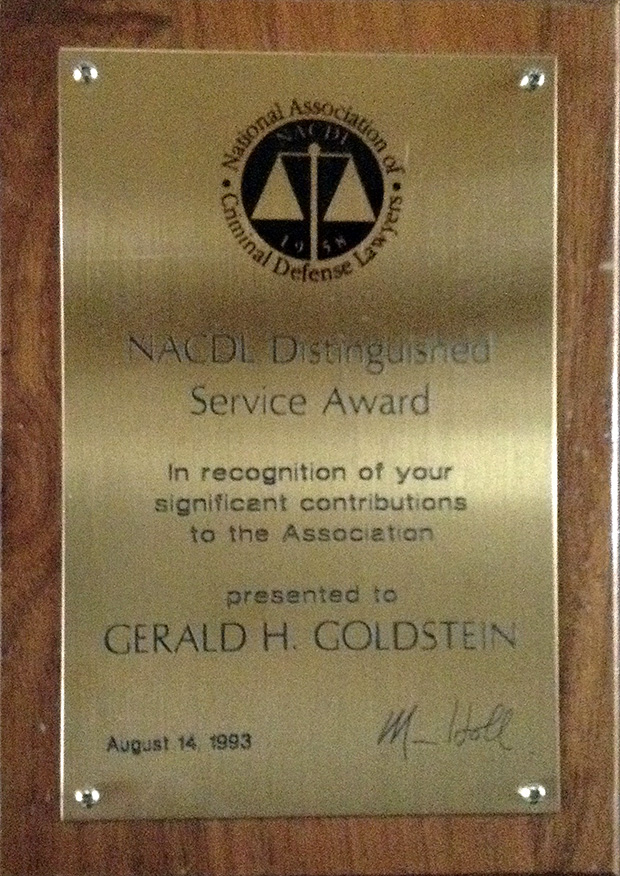 National Association of
Criminal Defense Lawyers
NACDL
1958
NACDL Distinguished
Service Award
In recognition of your
significant contributions
to the Association
presented to
GERALD H. GOLDSTEIN
August 14, 1993